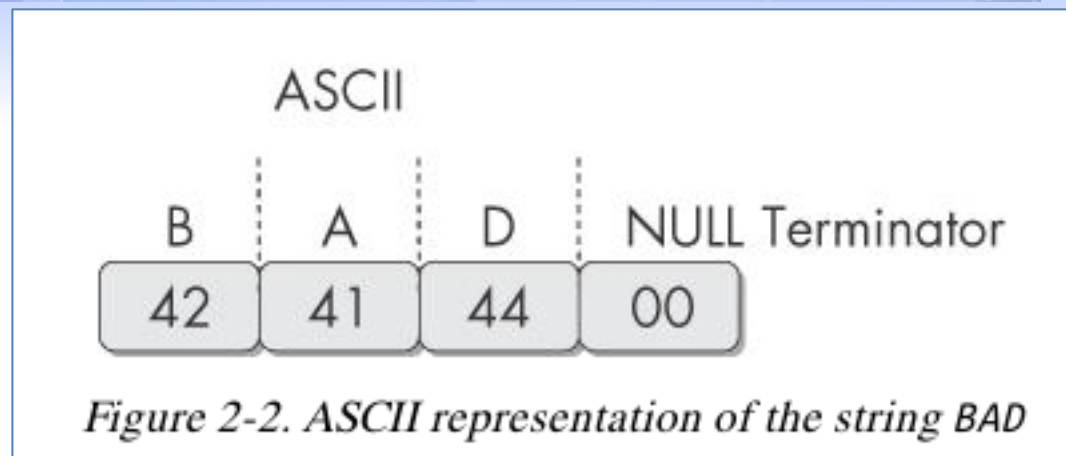 ASCII
B A D NULL Terminator
42 41 44 00
Figure 2-2. ASCII representation of the string BAD